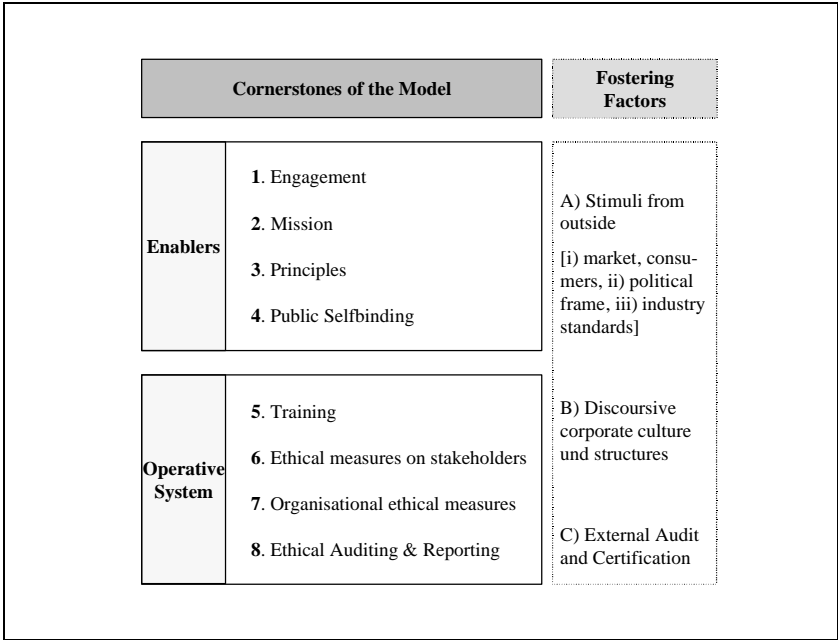 Cornerstones of the Model
Fostering
Factors
Enablers
1. Engagement
2. Mission
3. Principles
4. Public Selfbinding
Operative
System
5. Training
6. Ethical measures on stakeholders
7. Organisational ethical measures
8. Ethical Auditing & Reporting
A) Stimuli from
outside
[i) market, consu-
mers, ii) political
frame, iii) industry
standards]
B) Discoursive
corporate culture
und structures
C) External Audit
and Certification